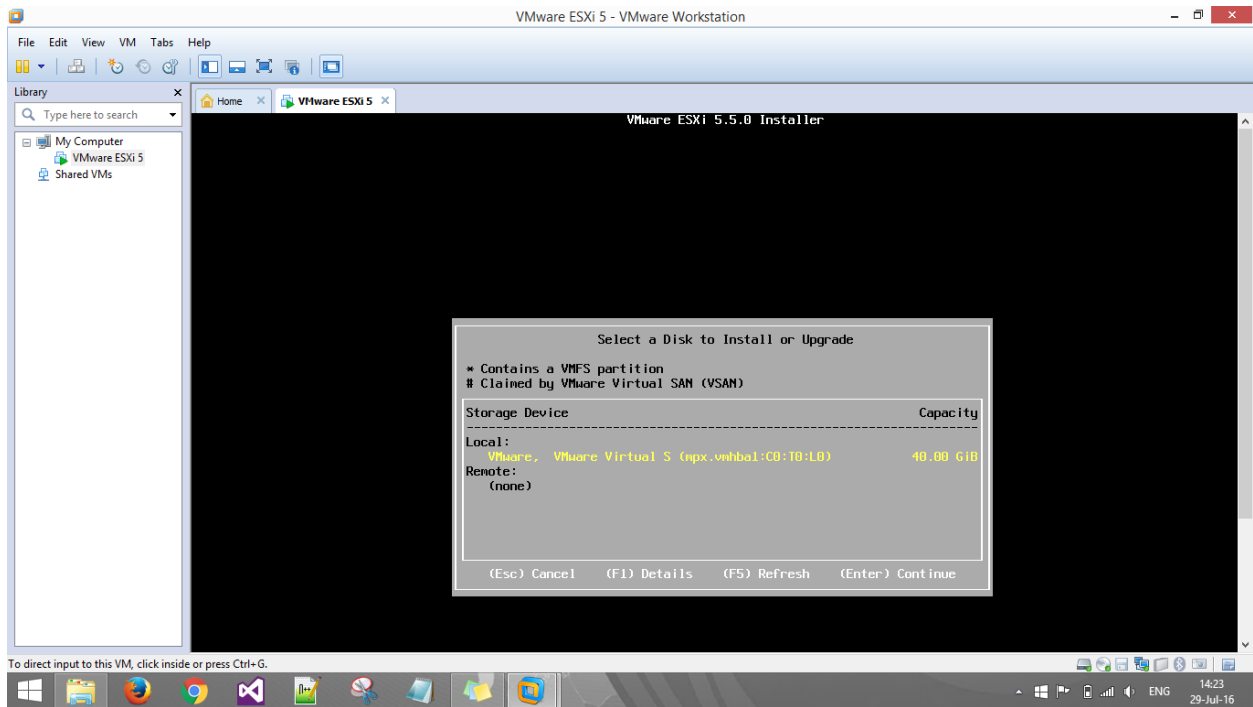 VMware ESXi 5 - VMware Workstation
File Edit View VM Tabs Help
Library
Type here to search
My Computer
VMware ESXi 5
Shared VMs
Home
VMware ESXi 5
VMware ESXi 5.5.0 Installer
Select a Disk to Install or Upgrade
* Contains a VMFS partition
# Claimed by VMware Virtual SAN (VSAN)
Storage Device Capacity
Local:
VMware, VMware Virtual S (mpx.vmhba1:C0:T0:L0) 40.00 GiB
Remote:
(none)
(Esc) Cancel (F1) Details (F5) Refresh (Enter) Continue
To direct input to this VM, click inside or press Ctrl+G.
ENG
14:23
29-Jul-16